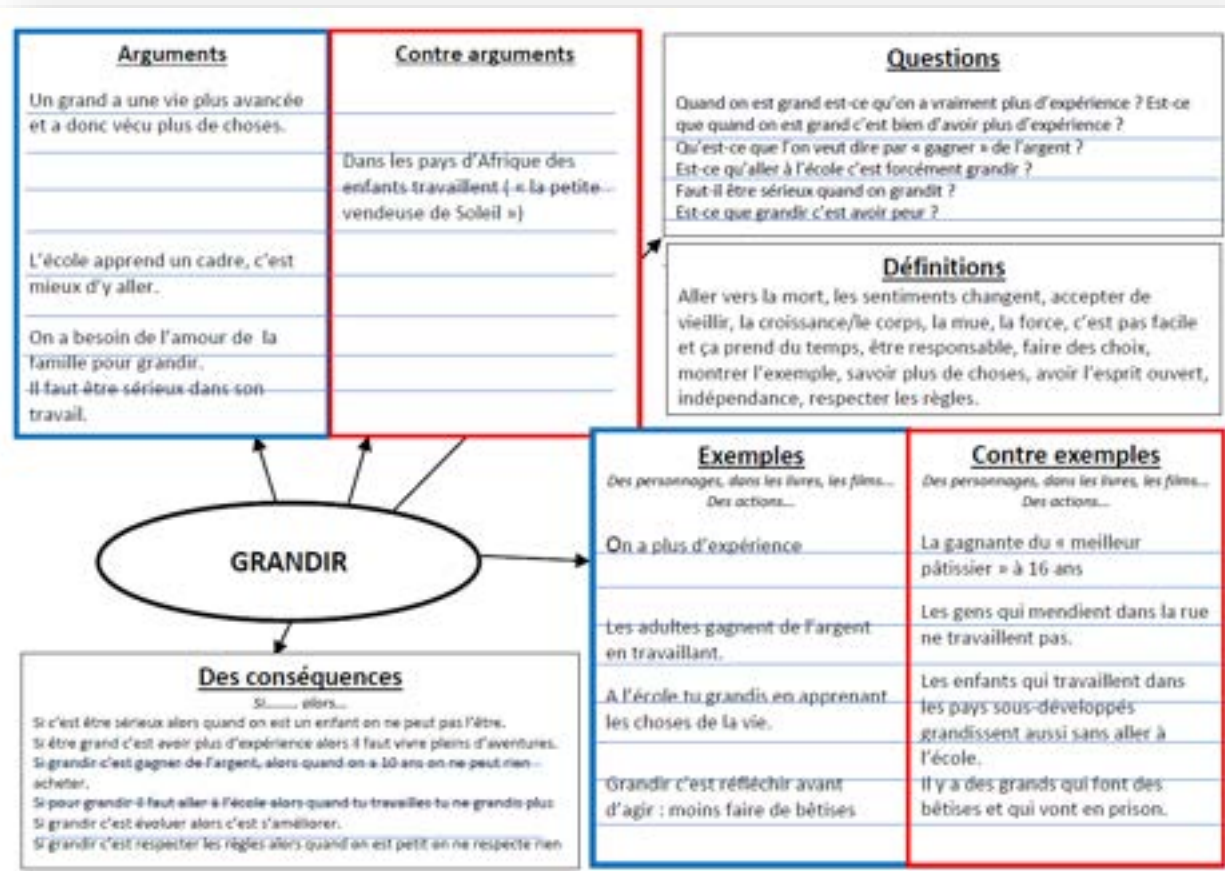 Arguments
Un grand a une vie plus avancée
et a donc vécu plus de choses.
L'école apprend un cadre, c'est
mieux d'y aller.
On a besoin de l'amour de la
famille pour grandir.
Il faut être sérieux dans son
travail.
Contre arguments
Dans les pays d'Afrique des
enfants travaillent ( « la petite
vendeuse de Soleil »)
Questions
Quand on est grand est-ce qu'on a vraiment plus d'expérience ? Est-ce
que quand on est grand c'est bien d'avoir plus d'expérience ?
Qu'est-ce que l'on veut dire par « gagner » de l'argent ?
Est-ce qu'aller à l'école c'est forcément grandir ?
Faut-il être sérieux quand on grandit ?
Est-ce que grandir c'est avoir peur ?
Définitions
Aller vers la mort, les sentiments changent, accepter de
vieillir, la croissance/le corps, la mue, la force, c'est pas facile
et ça prend du temps, être responsable, faire des choix,
montrer l'exemple, savoir plus de choses, avoir l'esprit ouvert,
indépendance, respecter les règles.
GRANDIR
Exemples
Des personnages, dans les livres, les films...
Des actions...
On a plus d'expérience
Les adultes gagnent de l'argent
en travaillant.
A l'école tu grandis en apprenant
les choses de la vie.
Grandir c'est réfléchir avant
d'agir : moins faire de bêtises
Contre exemples
Des personnages, dans les livres, les films...
Des actions...
La gagnante du « meilleur
pâtissier » à 16 ans
Les gens qui mendient dans la rue
ne travaillent pas.
Les enfants qui travaillent dans
les pays sous-développés
grandissent aussi sans aller à
l'école.
Il y a des grands qui font des
bêtises et qui vont en prison.
Des conséquences
Si........ alors...
Si c'est être sérieux alors quand on est un enfant on ne peut pas l'être.
Si être grand c'est avoir plus d'expérience alors il faut vivre pleins d'aventures.
Si grandir c'est gagner de l'argent, alors quand on a 10 ans on ne peut rien
acheter.
Si pour grandir il faut aller à l'école alors quand tu travailles tu ne grandis plus
Si grandir c'est évoluer alors c'est s'améliorer.
Si grandir c'est respecter les règles alors quand on est petit on ne respecte rien